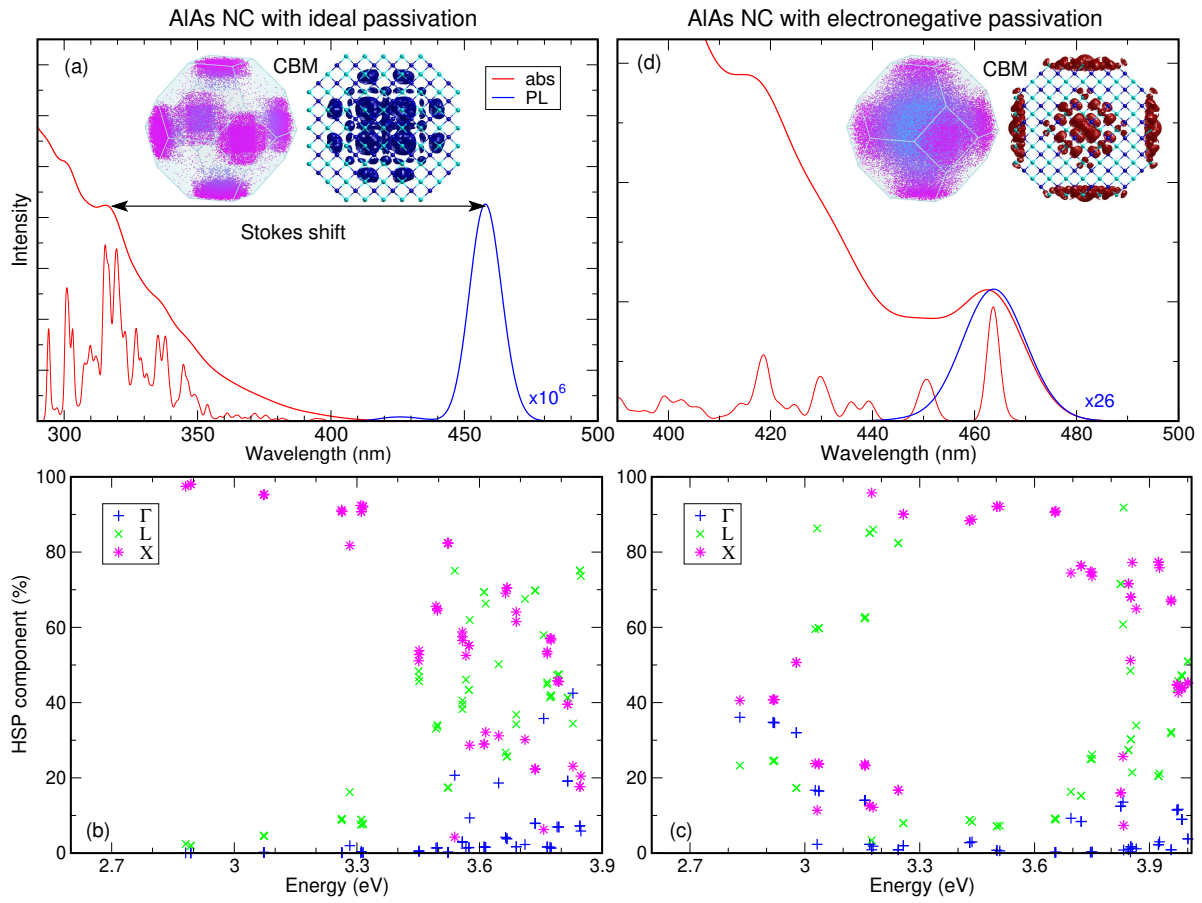 AlAs NC with ideal passivation
AlAs NC with electronegative passivation
(a)
CBM
abs
PL
Stokes shift
x10^6
Intensity
300
350
400
450
500
Wavelength (nm)
(d)
CBM
x26
400
420
440
460
480
500
Wavelength (nm)
100
80
60
40
20
0
HSP component (%)
Γ
L
X
(b)
2.7
3
3.3
3.6
3.9
Energy (eV)
100
80
60
40
20
0
Γ
L
X
(c)
2.7
3
3.3
3.6
3.9
Energy (eV)